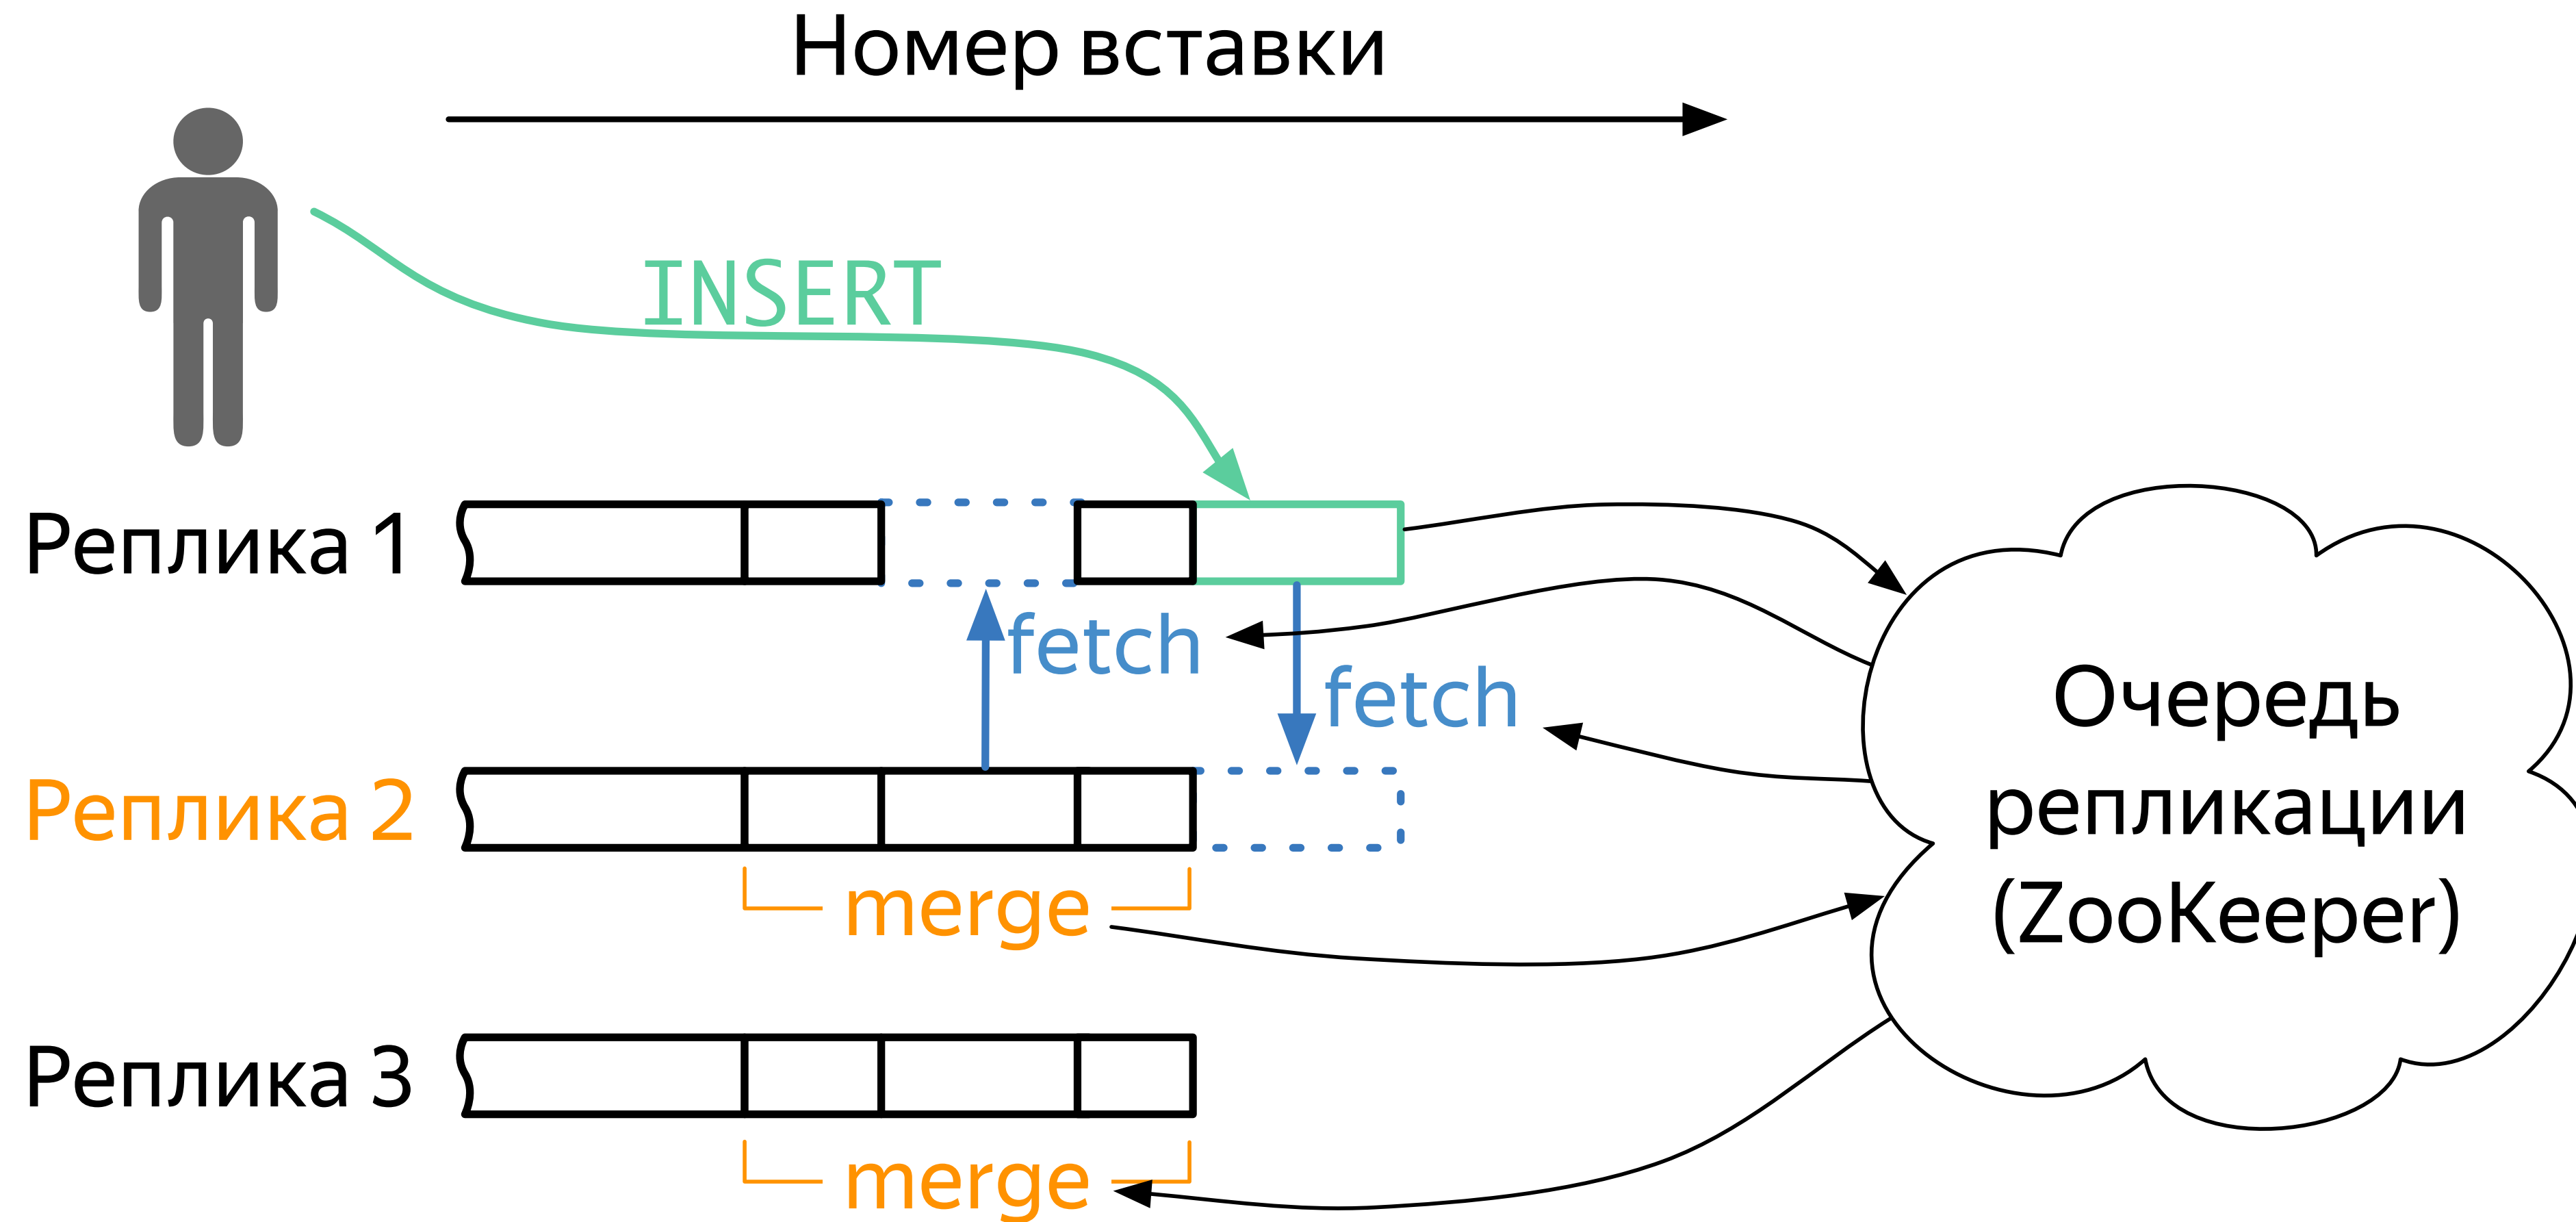 Номер вставки
INSERT
Реплика 1
fetch
fetch
Очередь
репликации
(ZooKeeper)
Реплика 2
merge
Реплика 3
merge